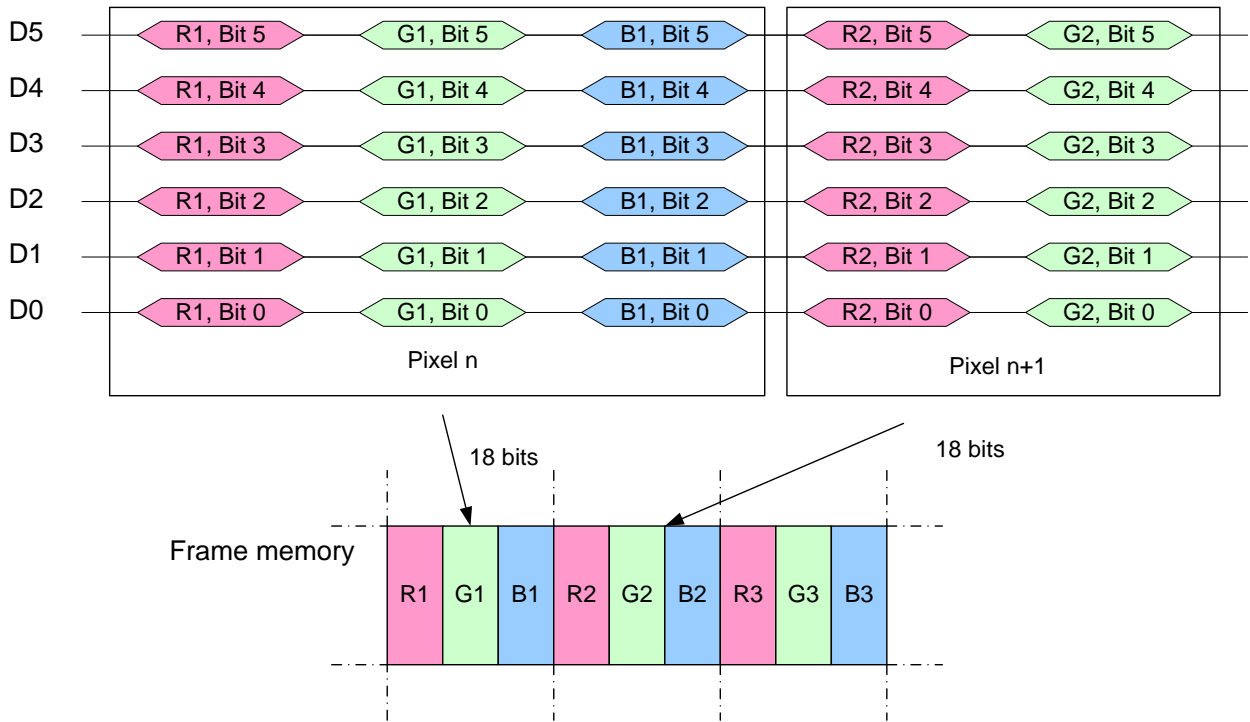 D5 R1, Bit 5 G1, Bit 5 B1, Bit 5 R2, Bit 5 G2, Bit 5
D4 R1, Bit 4 G1, Bit 4 B1, Bit 4 R2, Bit 4 G2, Bit 4
D3 R1, Bit 3 G1, Bit 3 B1, Bit 3 R2, Bit 3 G2, Bit 3
D2 R1, Bit 2 G1, Bit 2 B1, Bit 2 R2, Bit 2 G2, Bit 2
D1 R1, Bit 1 G1, Bit 1 B1, Bit 1 R2, Bit 1 G2, Bit 1
D0 R1, Bit 0 G1, Bit 0 B1, Bit 0 R2, Bit 0 G2, Bit 0
Pixel n Pixel n+1
18 bits 18 bits
Frame memory
R1 G1 B1 R2 G2 B2 R3 G3 B3